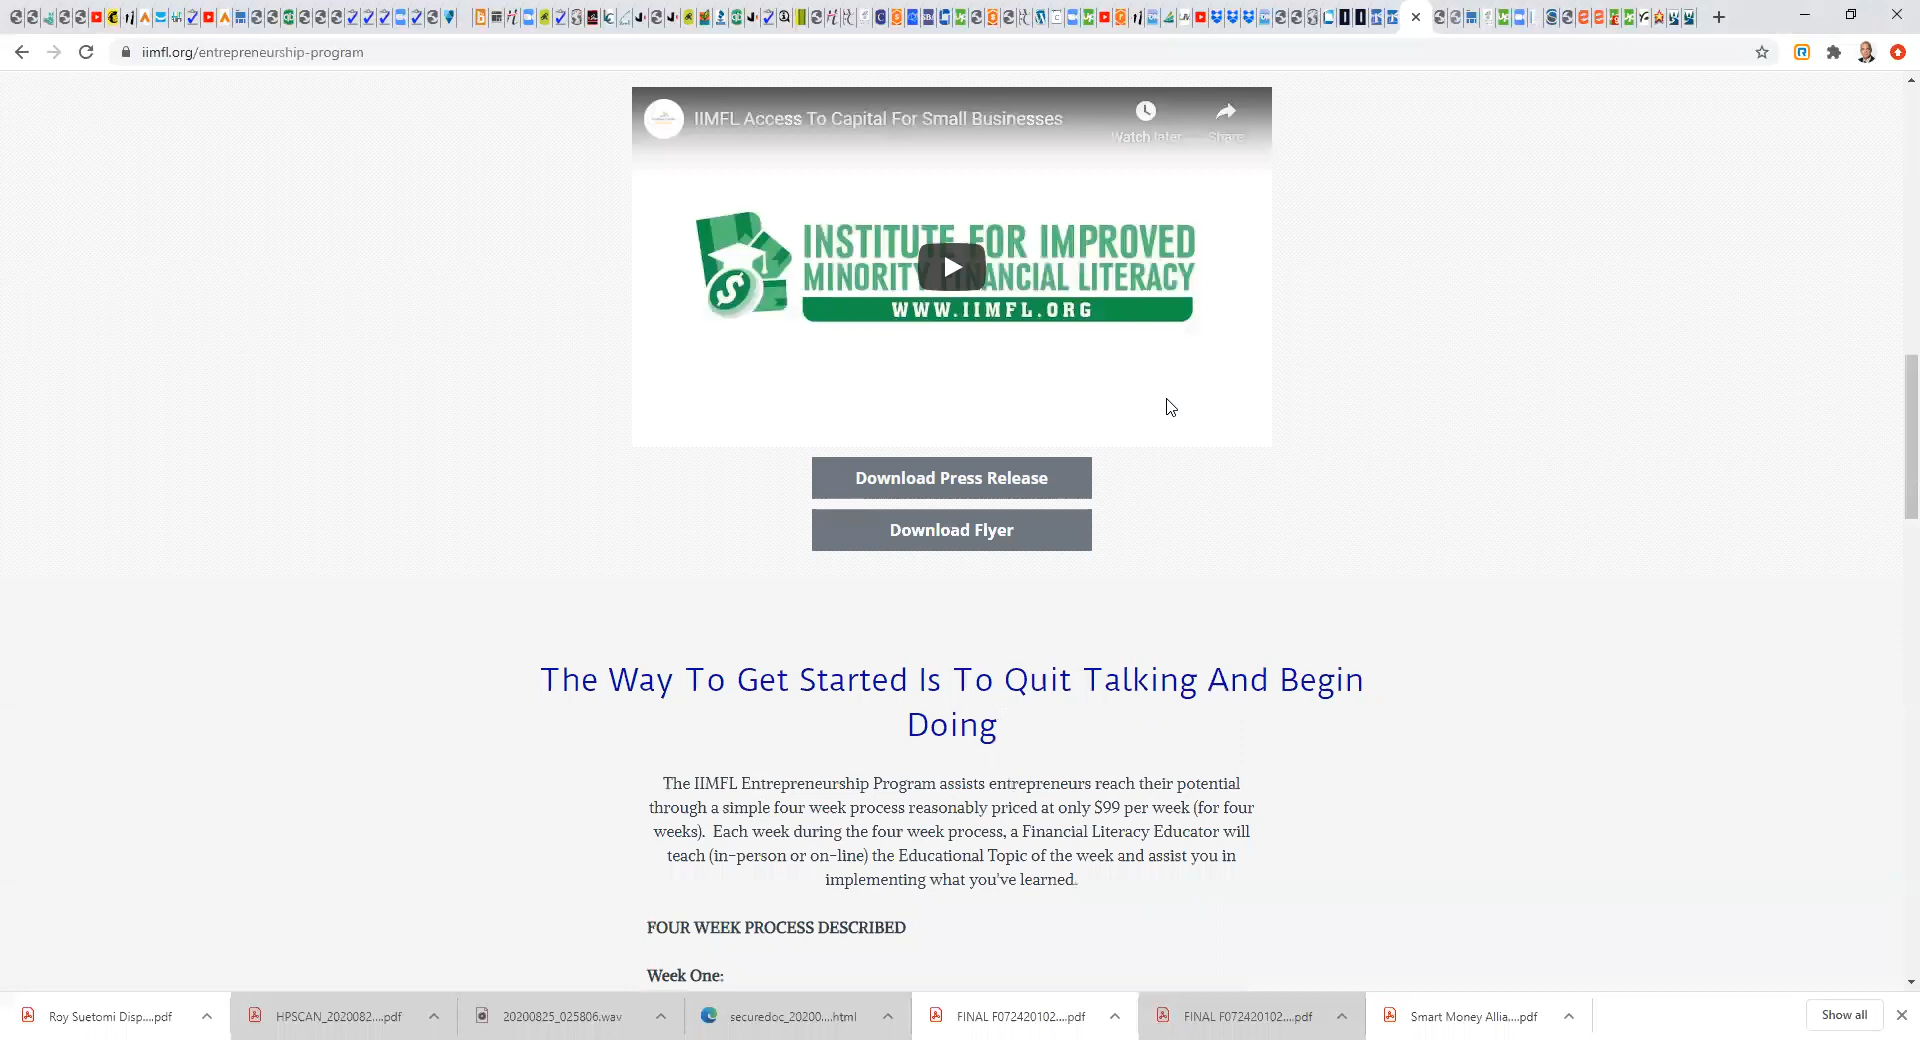 iimfl.org/entrepreneurship-program
IIMFL Access To Capital For Small Businesses
Watch later
Share
INSTITUTE FOR IMPROVED
MINORITY FINANCIAL LITERACY
WWW.IIMFL.ORG
Download Press Release
Download Flyer
The Way To Get Started Is To Quit Talking And Begin
Doing
The IIMFL Entrepreneurship Program assists entrepreneurs reach their potential
through a simple four week process reasonably priced at only $99 per week (for four
weeks).  Each week during the four week process, a Financial Literacy Educator will
teach (in-person or on-line) the Educational Topic of the week and assist you in
implementing what you've learned.
FOUR WEEK PROCESS DESCRIBED
Week One:
Roy Suetomi Disp....pdf
HPSCAN_2020082....pdf
20200825_025806.wav
securedoc_20200....html
FINAL F072420102....pdf
FINAL F072420102....pdf
Smart Money Allia....pdf
Show all